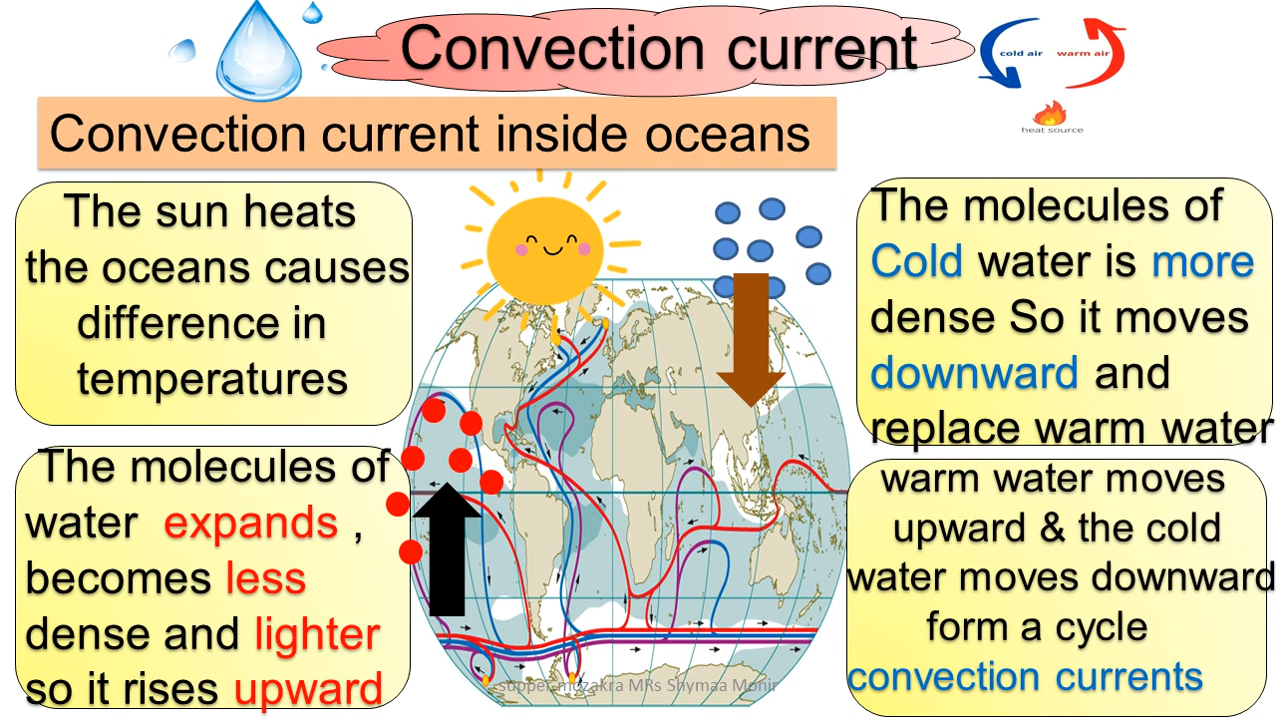 Convection current
cold air
warm air
heat source
Convection current inside oceans
The sun heats
the oceans causes
difference in
temperatures
The molecules of
water expands ,
becomes less
dense and lighter
so it rises upward
The molecules of
Cold water is more
dense So it moves
downward and
replace warm water
warm water moves
upward & the cold
water moves downward
form a cycle
convection currents
supper mozakra MRs Shymaa Monir